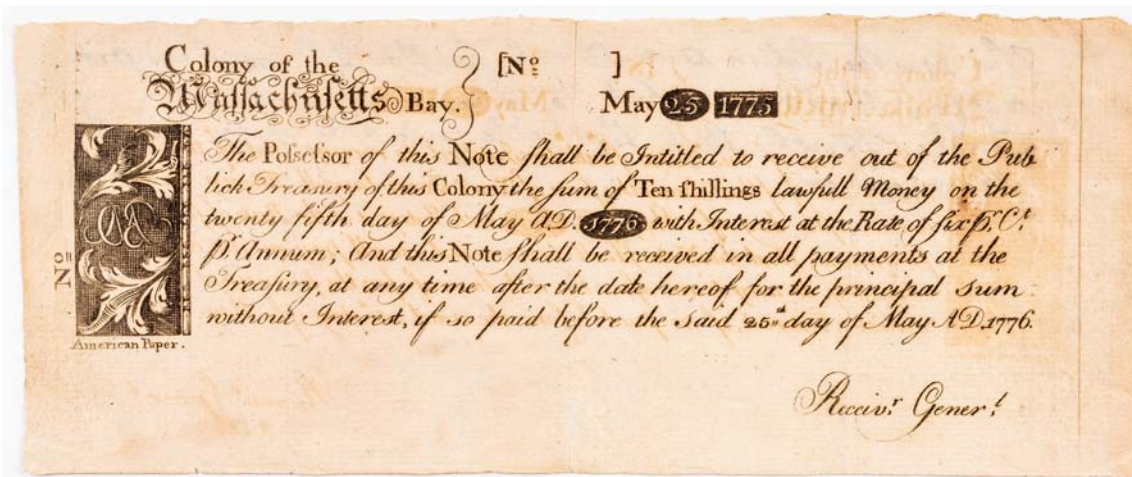 Colony of the [No ]
Massachusetts Bay. May 25 1775
The Poſseſsor of this Note ſhall be Intitled to receive out of the Pub
lick Treasury of this Colony the ſum of Ten ſhillings lawfull Money on the
twenty fifth day of May A.D. 1776 with Interest at the Rate of ſix pr. Ct.
pr. Annum; And this Note ſhall be received in all payments at the
Treaſury, at any time after the date hereof for the principal Sum
without Interest, if so paid before the Said 25th day of May A D. 1776.
No
American Paper.
Receivr Generl